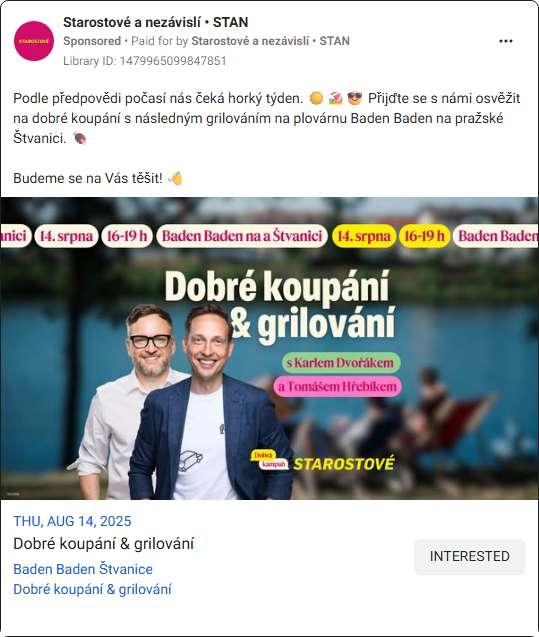 Starostové a nezávislí • STAN
Sponsored • Paid for by Starostové a nezávislí • STAN
Library ID: 1479965099847851
STAROSTOVÉ
Podle předpovědi počasí nás čeká horký týden. 🌞 🏖️ 😎 Přijďte se s námi osvěžit
na dobré koupání s následným grilováním na plovárnu Baden Baden na pražské
Štvanici. 🍖
Budeme se na Vás těšit! 👋
nici 14. srpna 16-19 h Baden Baden na a Štvanici 14. srpna 16-19 h Baden Baden
Dobré koupání
& grilování
s Karlem Dvořákem
a Tomášem Hřebíkem
Dobrá
kampaň
STAROSTOVÉ
THU, AUG 14, 2025
Dobré koupání & grilování
Baden Baden Štvanice
Dobré koupání & grilování
INTERESTED